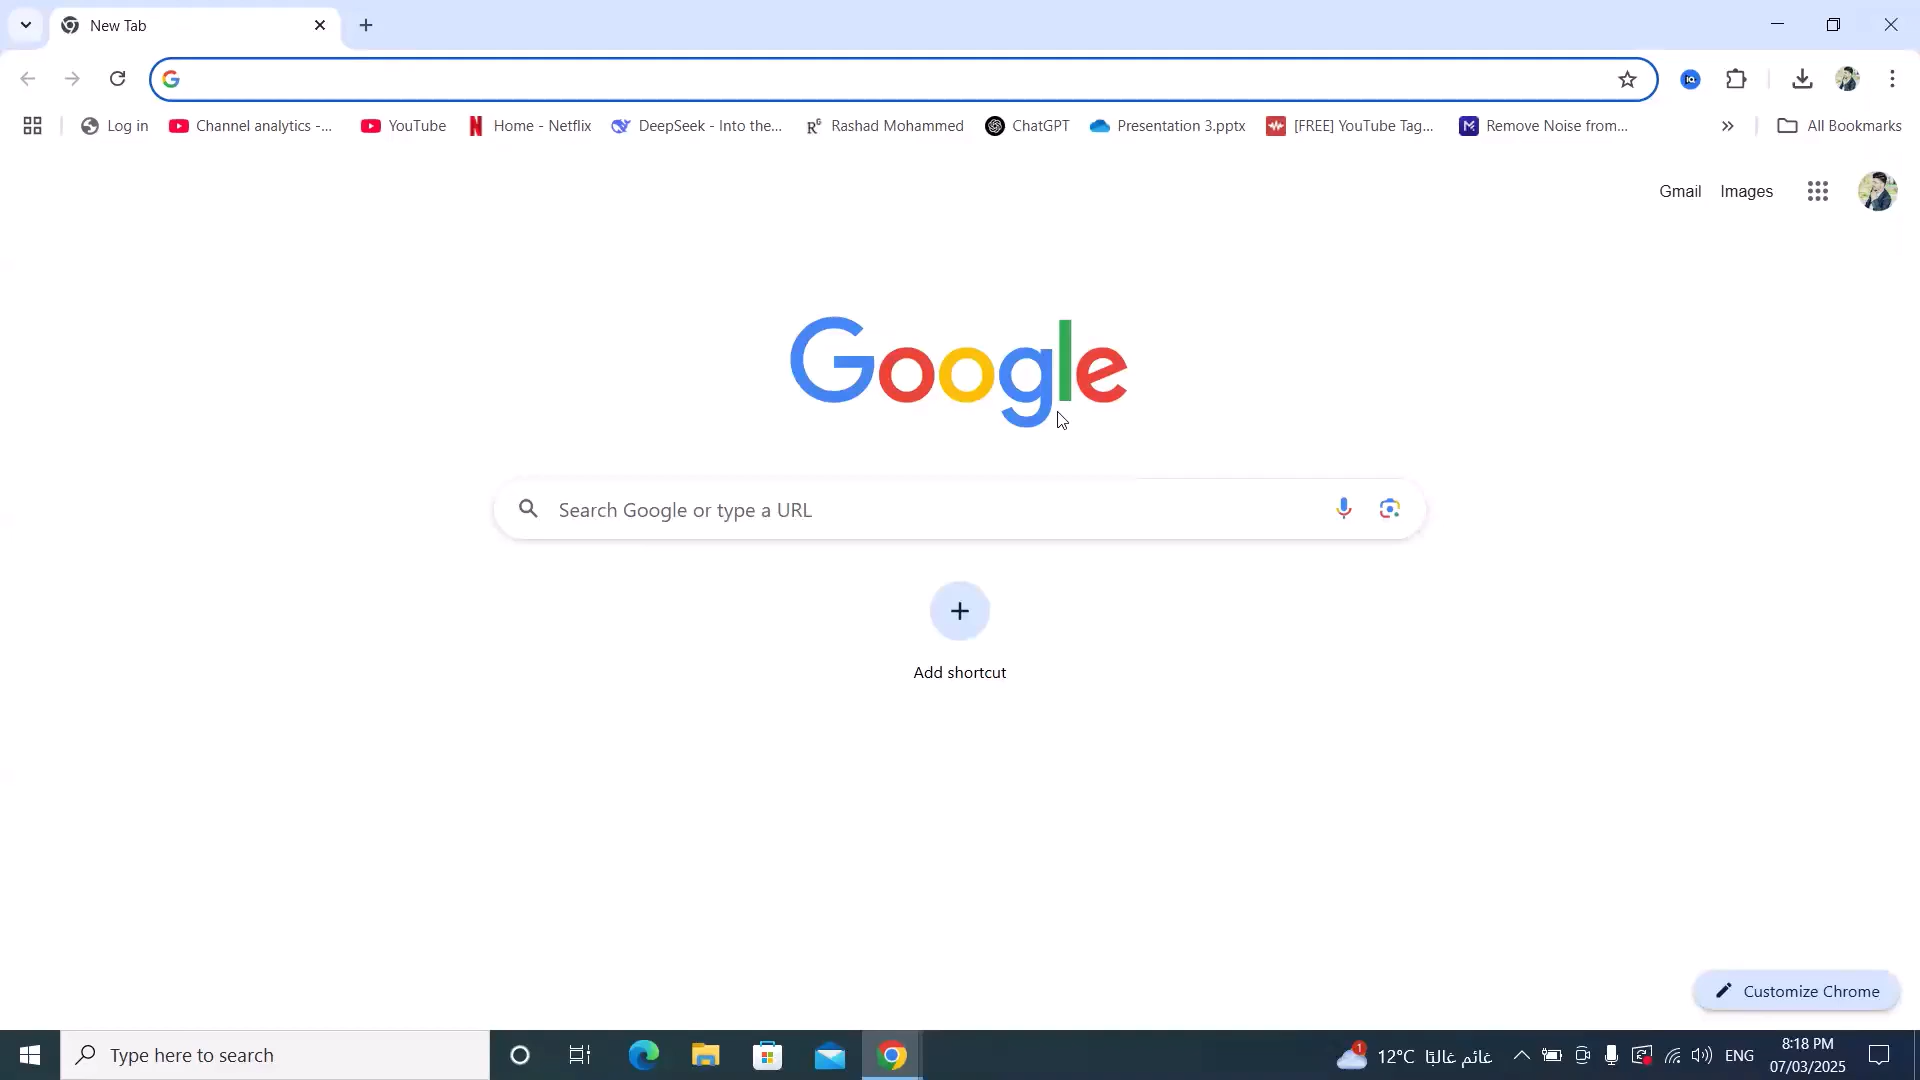 New Tab
Log in
Channel analytics -...
YouTube
Home - Netflix
DeepSeek - Into the...
Rashad Mohammed
ChatGPT
Presentation 3.pptx
[FREE] YouTube Tag...
Remove Noise from...
All Bookmarks
Gmail
Images
Google
Search Google or type a URL
Add shortcut
Customize Chrome
Type here to search
1
12°C غائم غالبًا
ENG
8:18 PM
07/03/2025